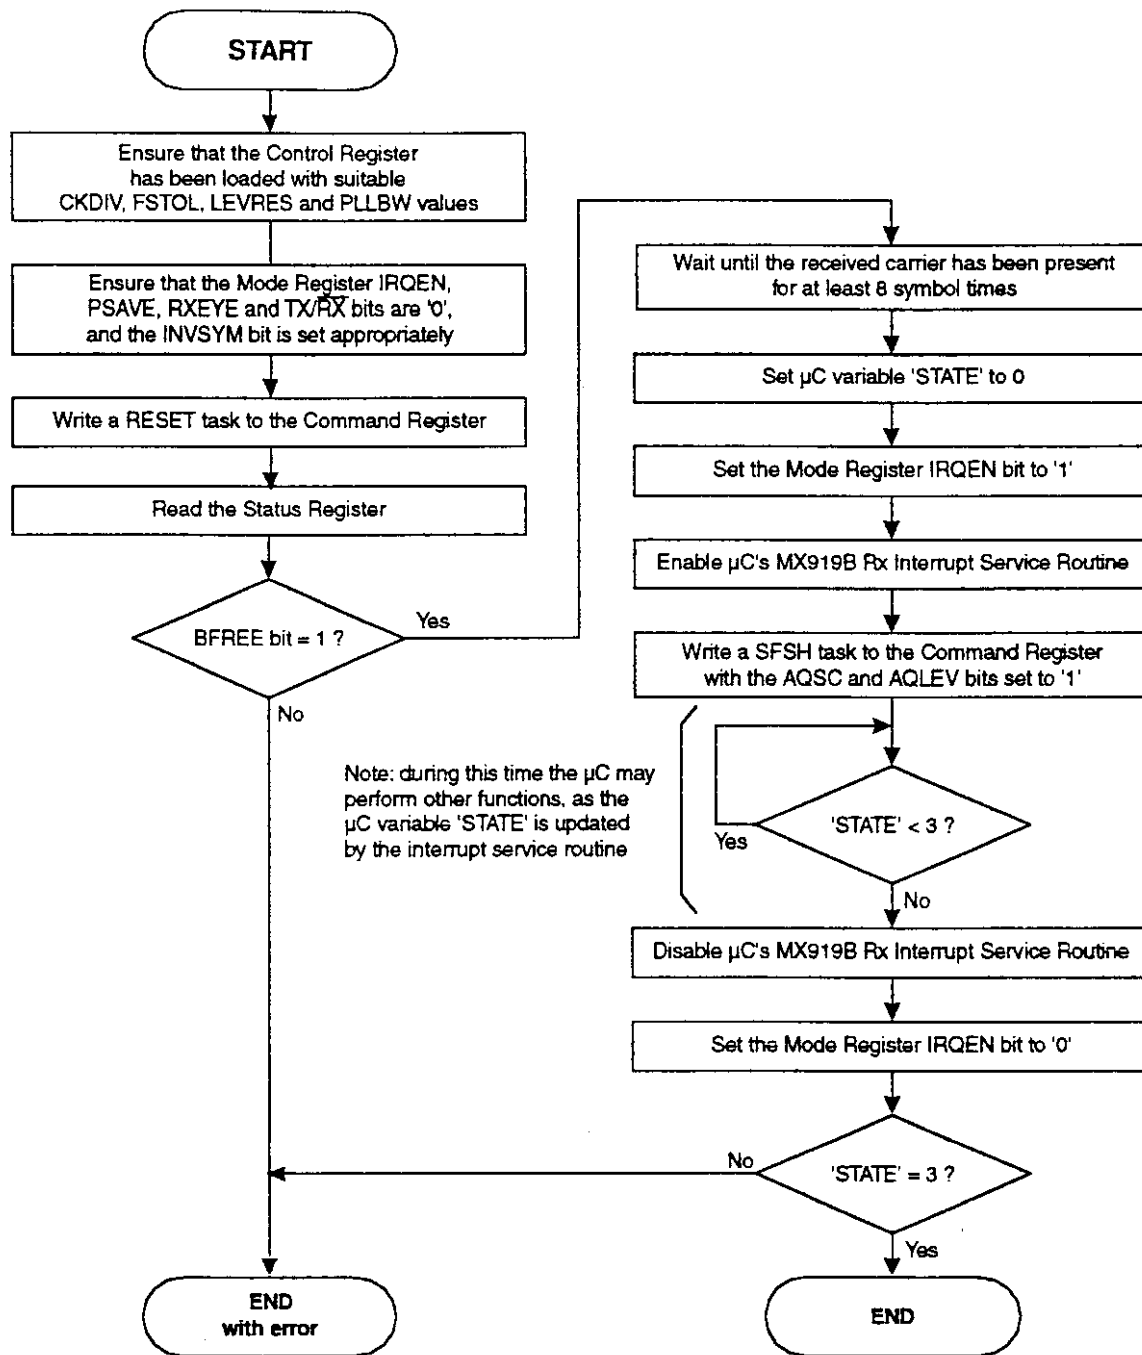 START
Ensure that the Control Register
has been loaded with suitable
CKDIV, FSTOL, LEVRES and PLLBW values
Ensure that the Mode Register IRQEN,
PSAVE, RXEYE and TX/R̅X̅ bits are '0',
and the INVSYM bit is set appropriately
Write a RESET task to the Command Register
Read the Status Register
BFREE bit = 1 ?
Yes
No
Wait until the received carrier has been present
for at least 8 symbol times
Set µC variable 'STATE' to 0
Set the Mode Register IRQEN bit to '1'
Enable µC's MX919B Rx Interrupt Service Routine
Write a SFSH task to the Command Register
with the AQSC and AQLEV bits set to '1'
Note: during this time the µC may
perform other functions, as the
µC variable 'STATE' is updated
by the interrupt service routine
'STATE' < 3 ?
Yes
No
Disable µC's MX919B Rx Interrupt Service Routine
Set the Mode Register IRQEN bit to '0'
'STATE' = 3 ?
No
Yes
END
with error
END